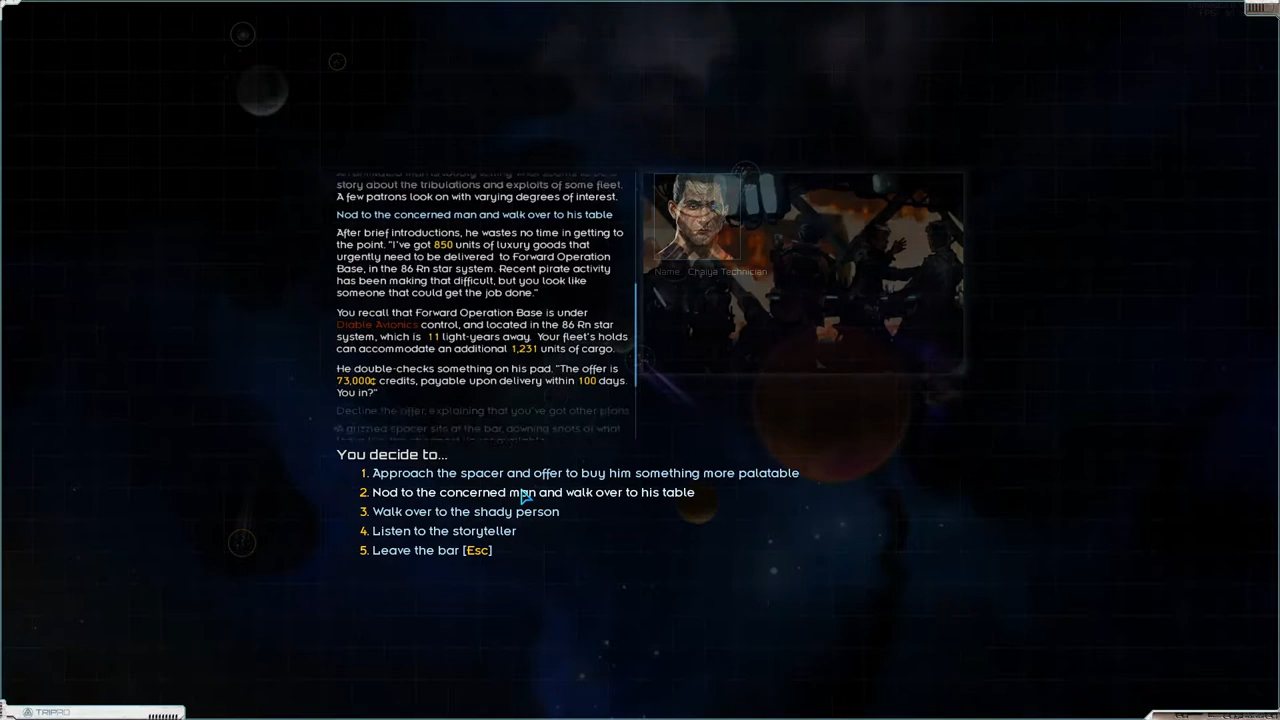 story about the tribulations and exploits of some fleet.
A few patrons look on with varying degrees of interest.
Nod to the concerned man and walk over to his table
After brief introductions, he wastes no time in getting to
the point. "I've got 850 units of luxury goods that
urgently need to be delivered to Forward Operation
Base, in the 86 Rn star system. Recent pirate activity
has been making that difficult, but you look like
someone that could get the job done."
You recall that Forward Operation Base is under
Diable Avionics control, and located in the 86 Rn star
system, which is 11 light-years away. Your fleet's holds
can accommodate an additional 1,231 units of cargo.
He double-checks something on his pad. "The offer is
73,000¢ credits, payable upon delivery within 100 days.
You in?"
Decline the offer, explaining that you've got other plans
A grizzled spacer sits at the bar, downing shots of what
Name Chaiya Technician
You decide to...
1. Approach the spacer and offer to buy him something more palatable
2. Nod to the concerned man and walk over to his table
3. Walk over to the shady person
4. Listen to the storyteller
5. Leave the bar [Esc]
TRIPAD